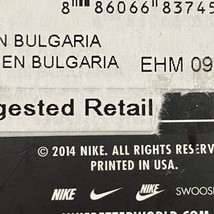 8 86066 83745
N BULGARIA
EN BULGARIA
EHM 09
gested Retail
© 2014 NIKE. ALL RIGHTS RESERVED.
PRINTED IN USA.
NIKE NIKE SWOOSH